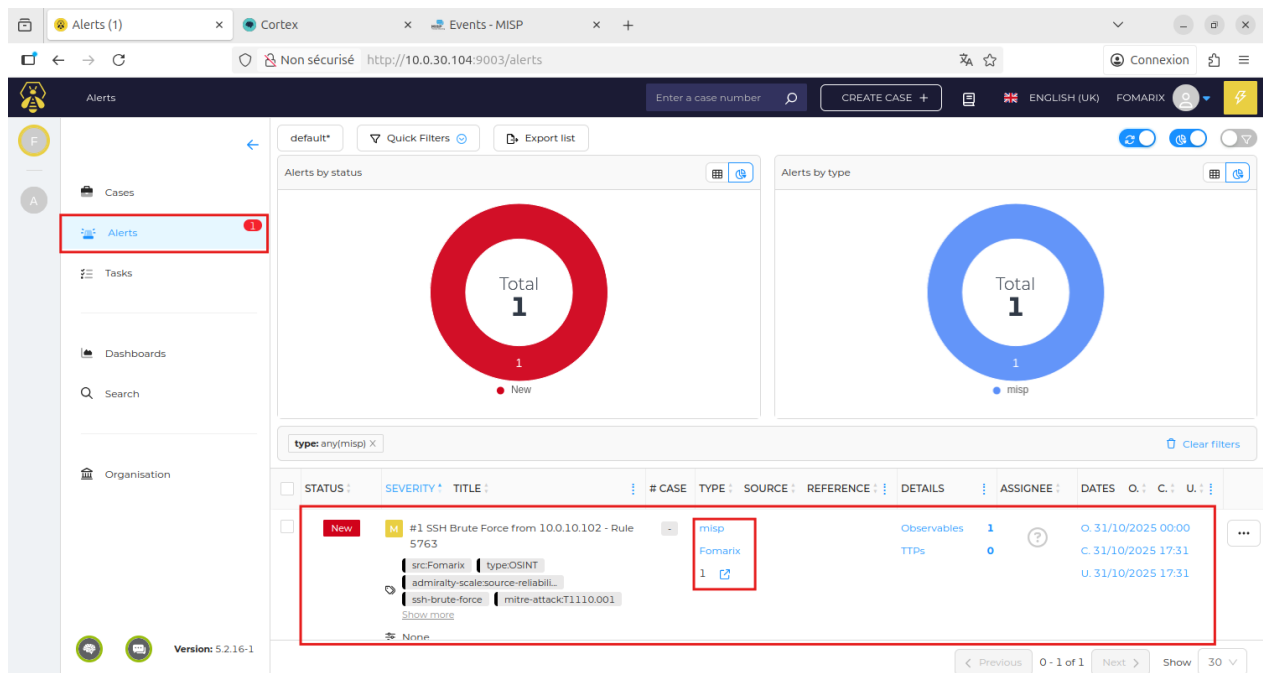 Alerts (1)
Cortex
Events - MISP
Non sécurisé http://10.0.30.104:9003/alerts
Connexion
Alerts
Enter a case number
CREATE CASE +
ENGLISH (UK)
FOMARIX
F
A
Cases
Alerts
1
Tasks
Dashboards
Search
Organisation
Version: 5.2.16-1
default*
Quick Filters
Export list
Alerts by status
Total
1
1
New
Alerts by type
Total
1
1
misp
type: any(misp) X
Clear filters
STATUS SEVERITY TITLE # CASE TYPE SOURCE REFERENCE DETAILS ASSIGNEE DATES O. C. U.
New
M #1 SSH Brute Force from 10.0.10.102 - Rule
5763
src:Fomarix type:OSINT
admiralty-scale:source-reliabili...
ssh-brute-force mitre-attack:T1110.001
Show more
None
-
misp
Fomarix
1
Observables 1
TTPs 0
?
O. 31/10/2025 00:00
C. 31/10/2025 17:31
U. 31/10/2025 17:31
Previous 0 - 1 of 1 Next Show 30